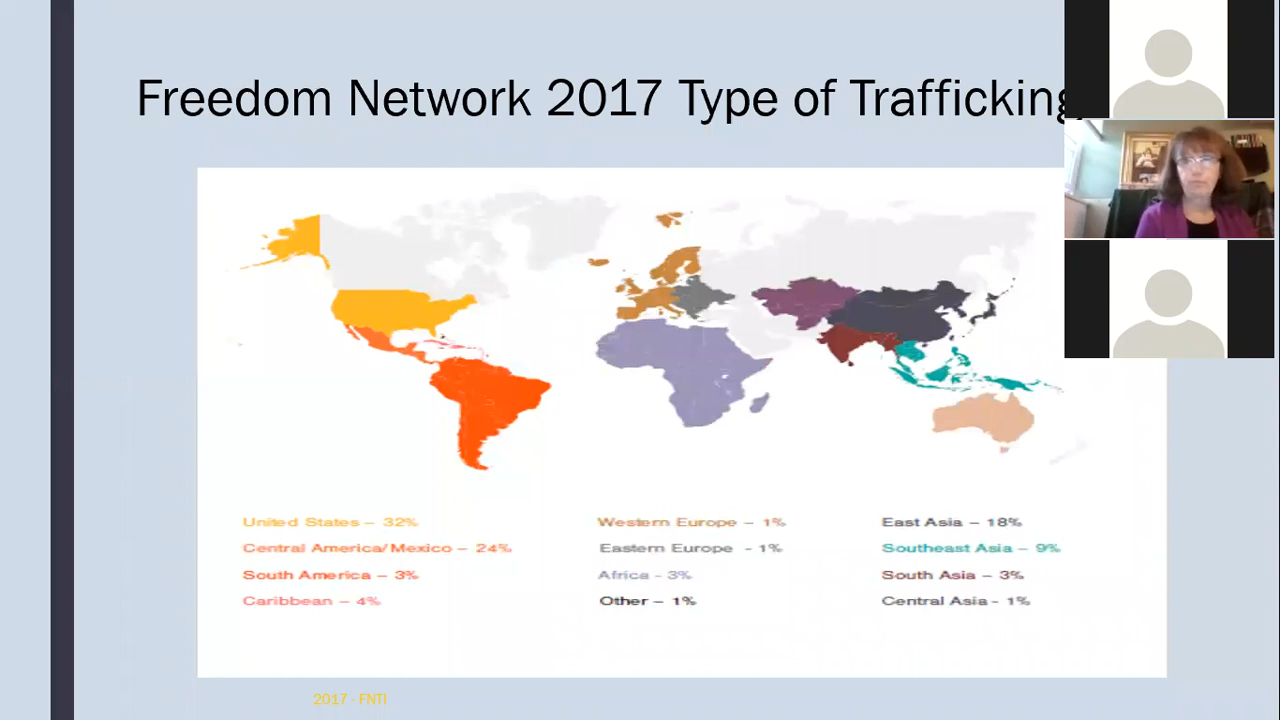 Freedom Network 2017 Type of Trafficking
United States – 32%
Central America/Mexico – 24%
South America – 3%
Caribbean – 4%
Western Europe – 1%
Eastern Europe - 1%
Africa - 3%
Other – 1%
East Asia – 18%
Southeast Asia – 9%
South Asia – 3%
Central Asia - 1%
2017 - FNTI